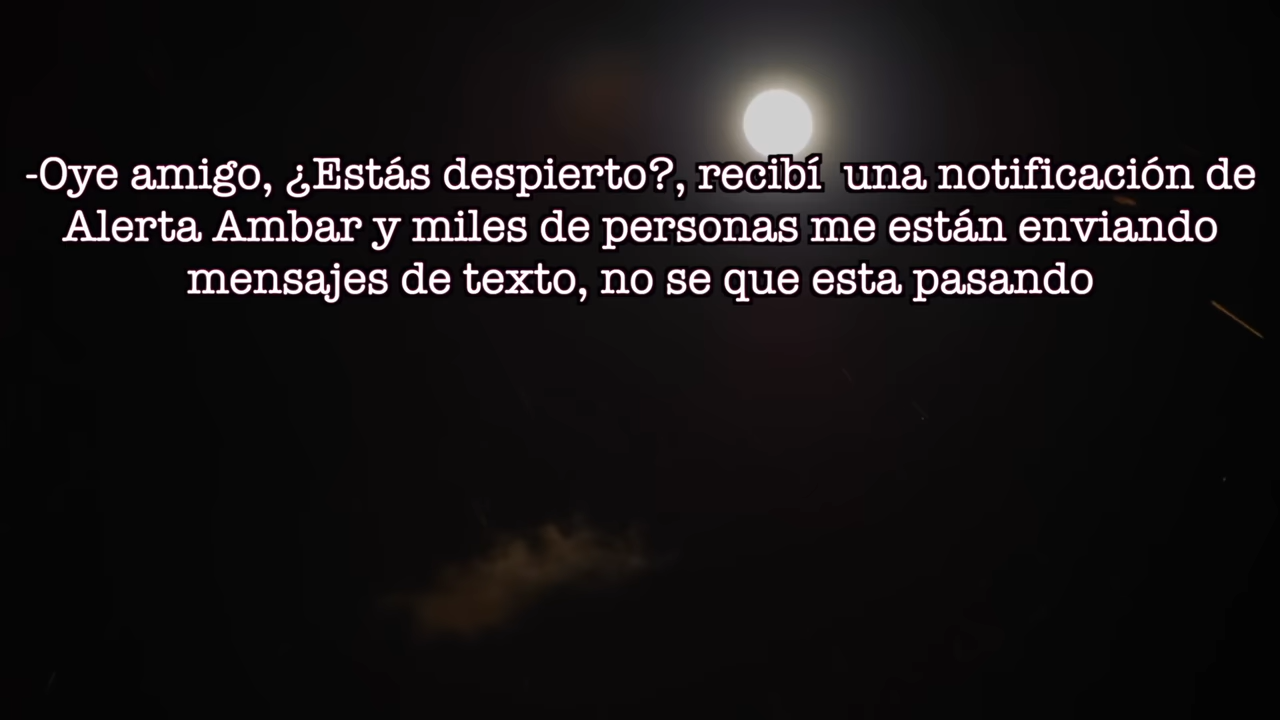 -Oye amigo, ¿Estás despierto?, recibí  una notificación de
Alerta Ambar y miles de personas me están enviando
mensajes de texto, no se que esta pasando